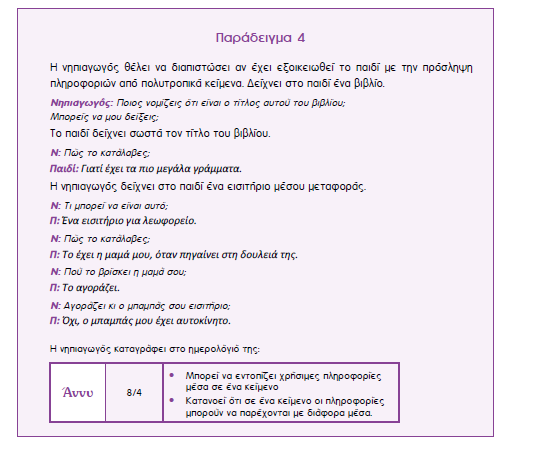 Παράδειγμα 4
Η νηπιαγωγός θέλει να διαπιστώσει αν έχει εξοικειωθεί το παιδί με την πρόσληψη
πληροφοριών από πολυτροπικά κείμενα. Δείχνει στο παιδί ένα βιβλίο.
Νηπιαγωγός: Ποιος νομίζεις ότι είναι ο τίτλος αυτού του βιβλίου;
Μπορείς να μου δείξεις;
Το παιδί δείχνει σωστά τον τίτλο του βιβλίου.
Ν: Πώς το κατάλαβες;
Παιδί: Γιατί έχει τα πιο μεγάλα γράμματα.
Η νηπιαγωγός δείχνει στο παιδί ένα εισιτήριο μέσου μεταφοράς.
Ν: Τι μπορεί να είναι αυτό;
Π: Ένα εισιτήριο για λεωφορείο.
Ν: Πώς το κατάλαβες;
Π: Το έχει η μαμά μου, όταν πηγαίνει στη δουλειά της.
Ν: Πού το βρίσκει η μαμά σου;
Π: Το αγοράζει.
Ν: Αγοράζει κι ο μπαμπάς σου εισιτήριο;
Π: Όχι, ο μπαμπάς μου έχει αυτοκίνητο.
Η νηπιαγωγός καταγράφει στο ημερολόγιό της:
Άννυ
8/4
• Μπορεί να εντοπίζει χρήσιμες πληροφορίες
μέσα σε ένα κείμενο
• Κατανοεί ότι σε ένα κείμενο οι πληροφορίες
μπορούν να παρέχονται με διάφορα μέσα.